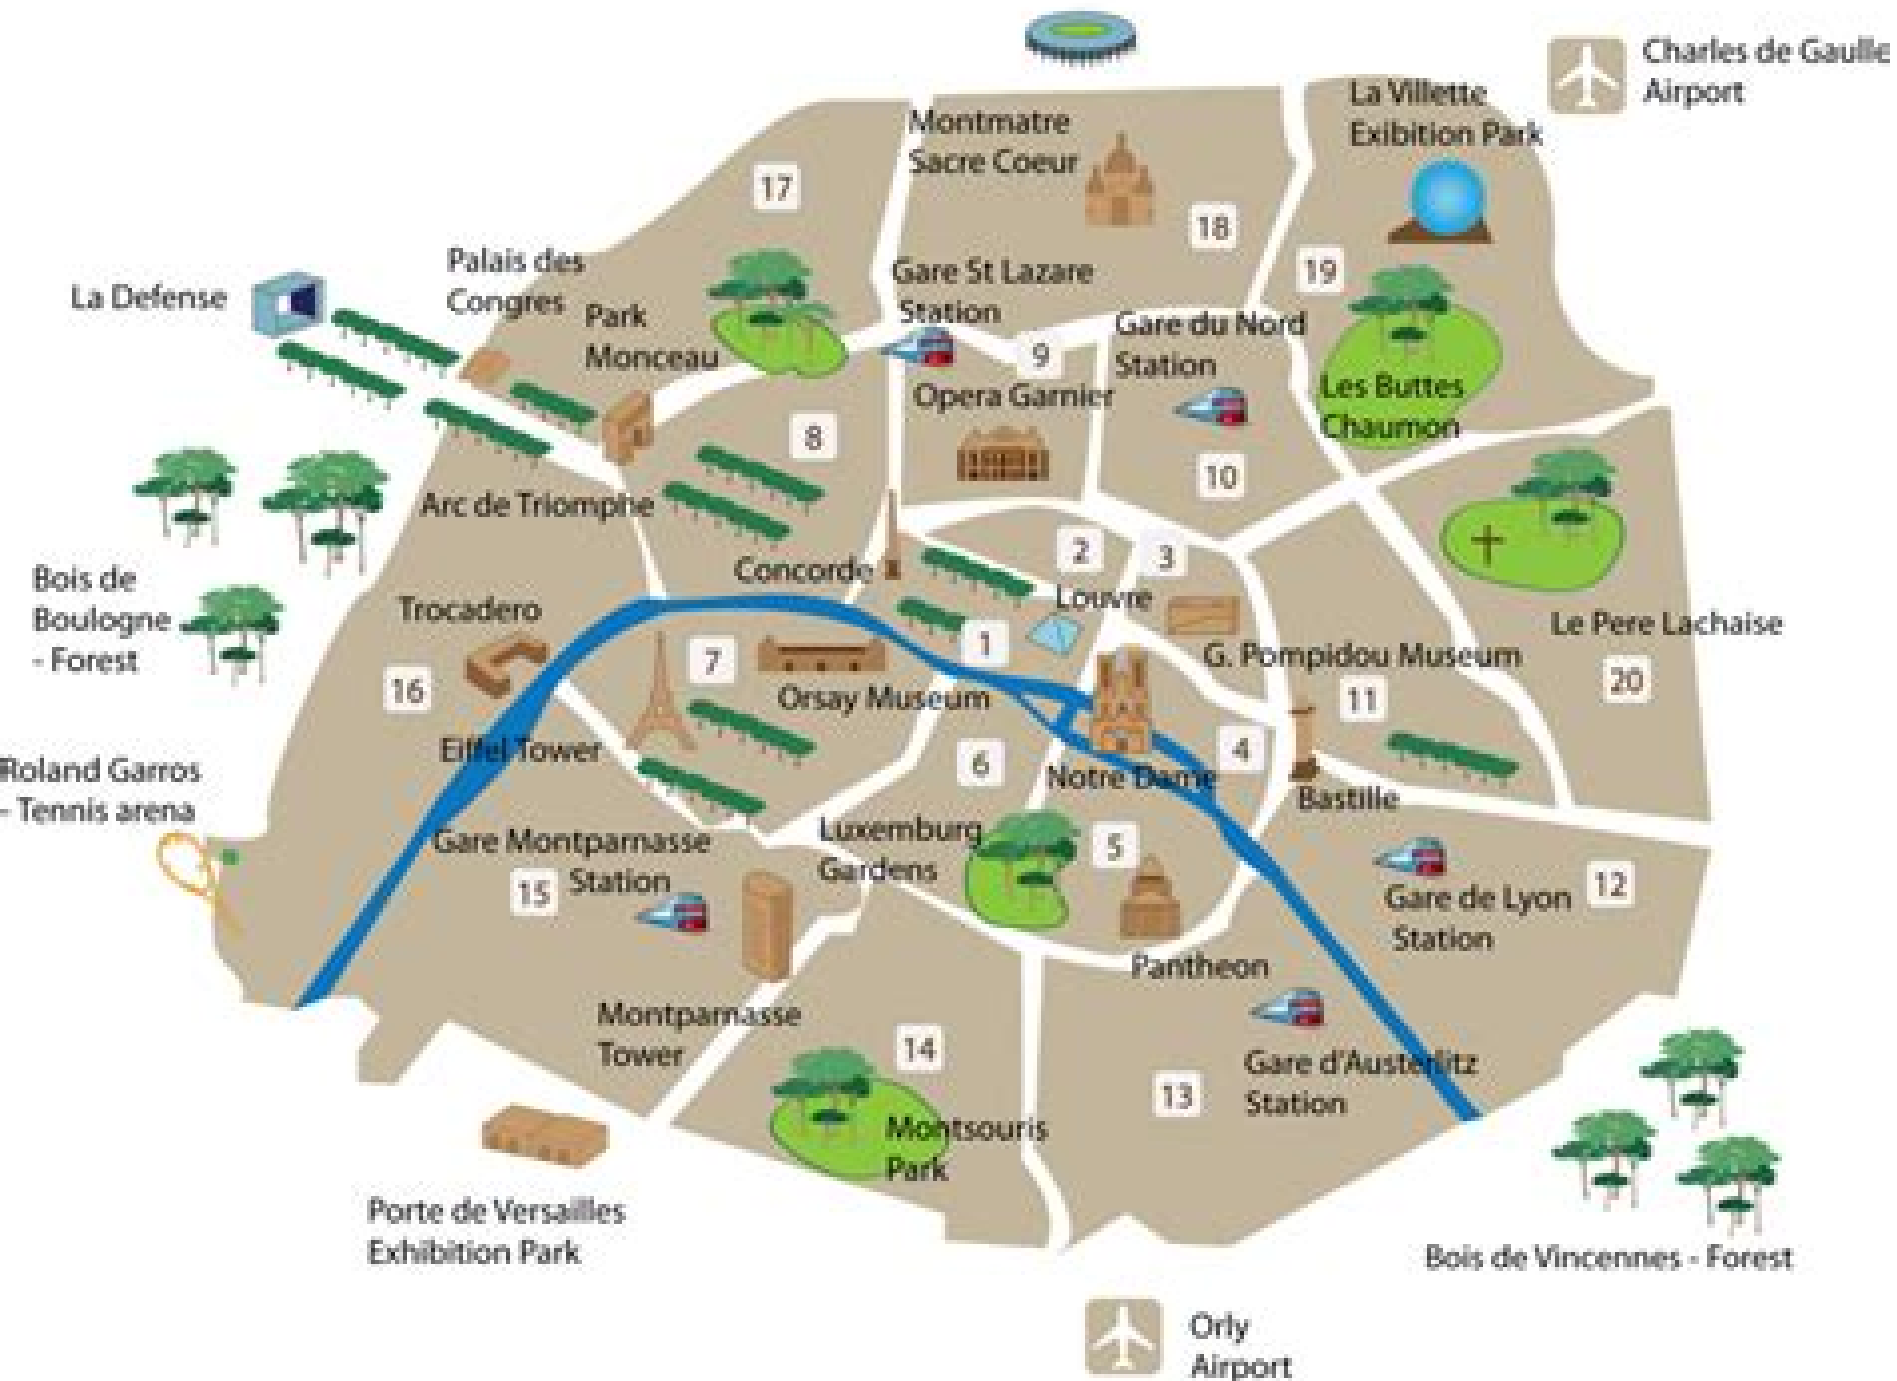 Charles de Gaulle
Airport
La Villette
Exibition Park
Montmatre
Sacre Coeur
17
18
19
Palais des
Congres
La Defense
Park
Monceau
Gare St Lazare
Station
Gare du Nord
Station
9
Opera Garnier
Les Buttes
Chaumon
8
10
Arc de Triomphe
Concorde
2
3
Louvre
Bois de
Boulogne
- Forest
Trocadero
Le Pere Lachaise
1
7
G. Pompidou Museum
16
Orsay Museum
11
20
Eiffel Tower
6
4
Notre Dame
Bastille
Roland Garros
- Tennis arena
Gare Montparnasse
Station
Luxemburg
Gardens
5
15
12
Gare de Lyon
Station
Pantheon
Montparnasse
Tower
14
13
Gare d'Austerlitz
Station
Montsouris
Park
Porte de Versailles
Exhibition Park
Bois de Vincennes - Forest
Orly
Airport